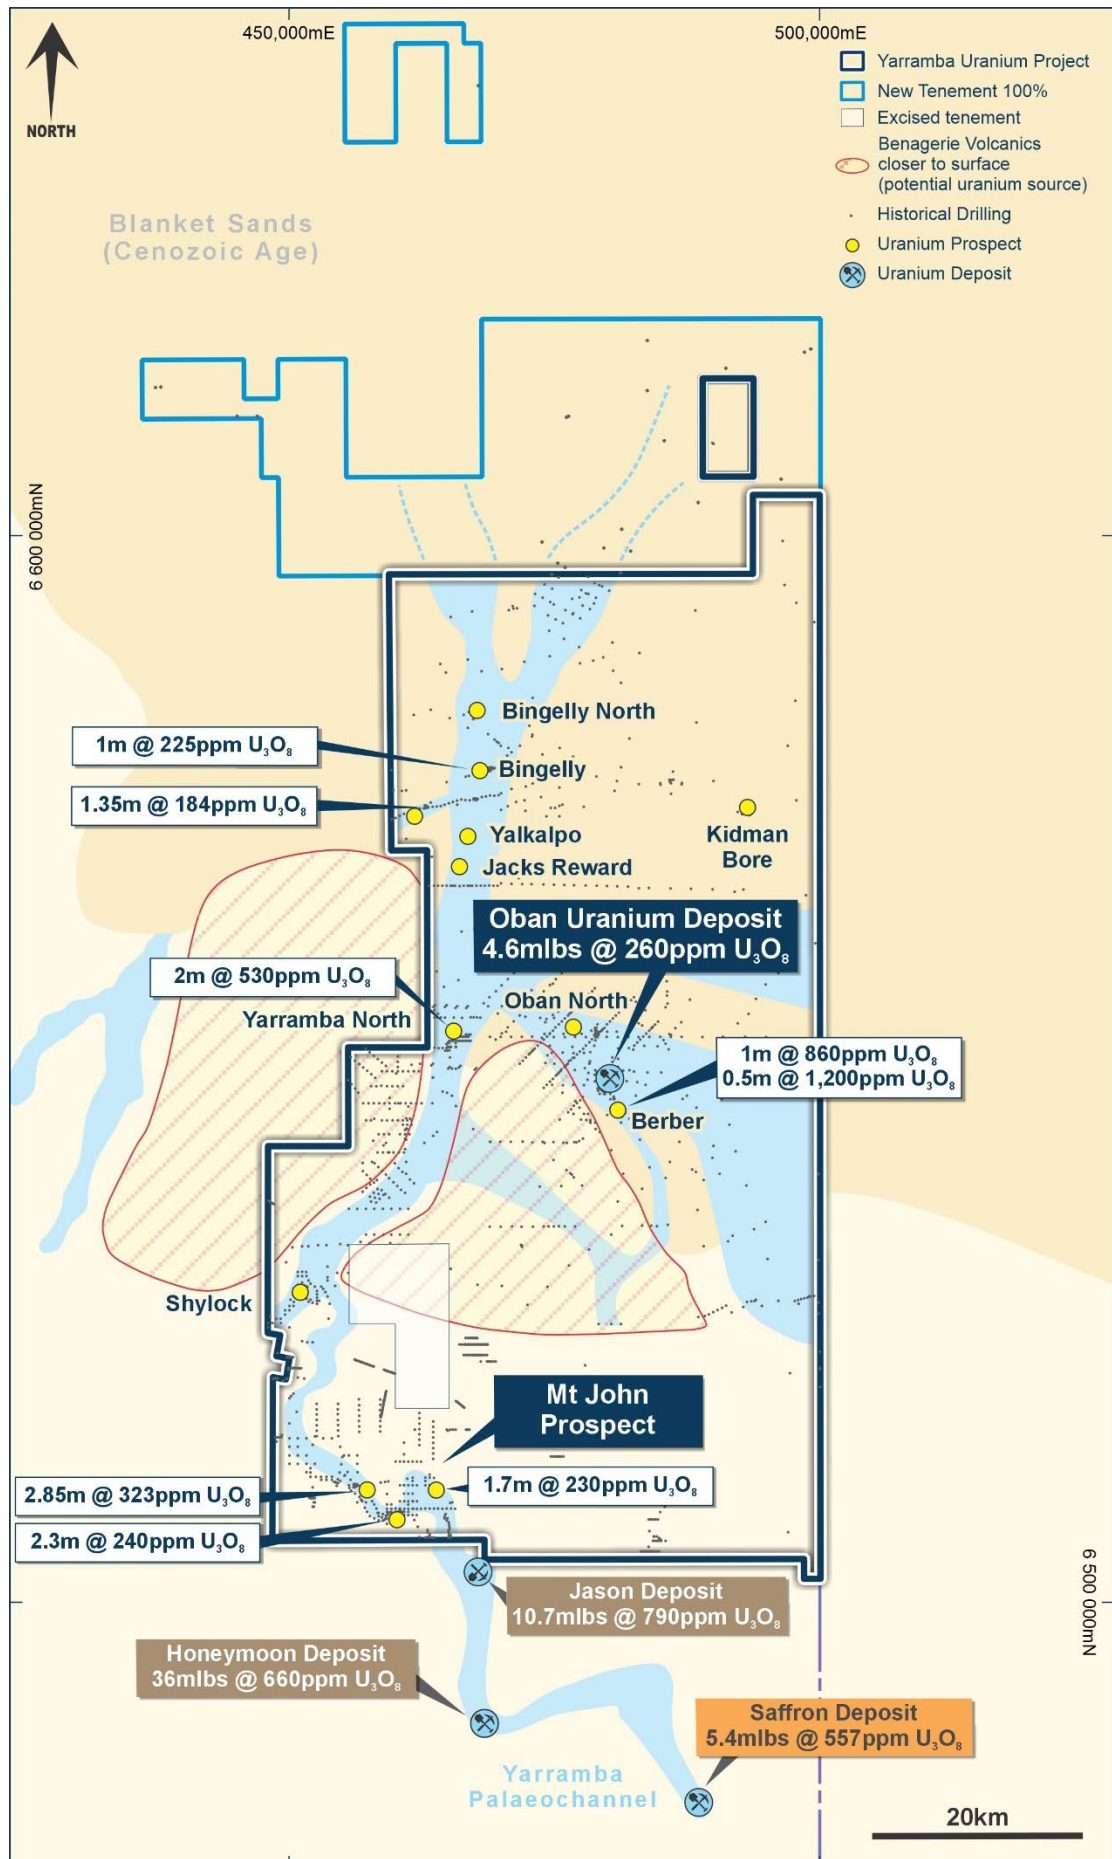 450,000mE
500,000mE
NORTH
Yarramba Uranium Project
New Tenement 100%
Excised tenement
Benagerie Volcanics
closer to surface
(potential uranium source)
Historical Drilling
Uranium Prospect
Uranium Deposit
Blanket Sands
(Cenozoic Age)
6 600 000mN
Bingelly North
1m @ 225ppm U₃O₈
Bingelly
1.35m @ 184ppm U₃O₈
Yalkalpo
Kidman
Bore
Jacks Reward
Oban Uranium Deposit
4.6mlbs @ 260ppm U₃O₈
2m @ 530ppm U₃O₈
Yarramba North
Oban North
1m @ 860ppm U₃O₈
0.5m @ 1,200ppm U₃O₈
Berber
Shylock
Mt John
Prospect
2.85m @ 323ppm U₃O₈
1.7m @ 230ppm U₃O₈
2.3m @ 240ppm U₃O₈
Jason Deposit
10.7mlbs @ 790ppm U₃O₈
6 500 000mN
Honeymoon Deposit
36mlbs @ 660ppm U₃O₈
Saffron Deposit
5.4mlbs @ 557ppm U₃O₈
Yarramba
Palaeochannel
20km